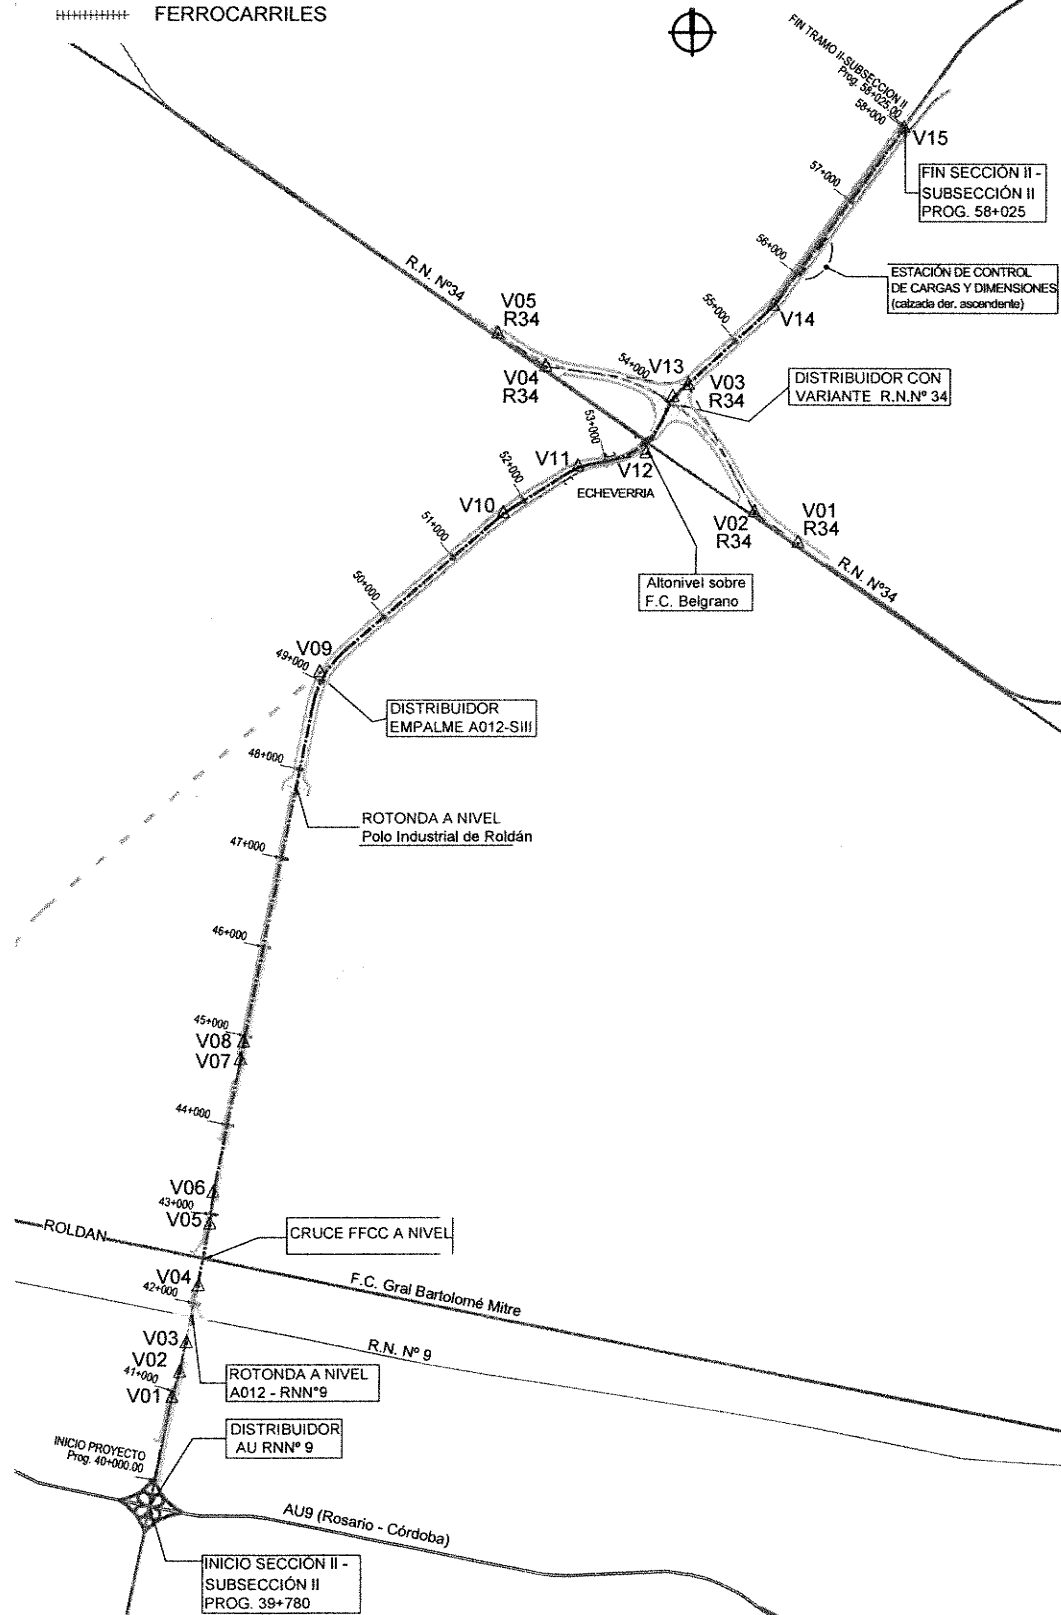 FERROCARRILES
FIN TRAMO II-SUBSECCION II
Prog. 58+025.00
58+000
V15
57+000
FIN SECCIÓN II -
SUBSECCIÓN II
PROG. 58+025
56+000
ESTACIÓN DE CONTROL
DE CARGAS Y DIMENSIONES
(calzada der. ascendente)
R.N. Nº34
V05
R34
55+000
V14
V04
R34
54+000
V13
V03
R34
DISTRIBUIDOR CON
VARIANTE R.N.Nº 34
53+000
V12
V11
52+000
ECHEVERRIA
V10
51+000
V02
R34
V01
R34
R.N. Nº34
Altonivel sobre
F.C. Belgrano
50+000
V09
49+000
DISTRIBUIDOR
EMPALME A012-SIII
48+000
ROTONDA A NIVEL
Polo Industrial de Roldán
47+000
46+000
45+000
V08
V07
44+000
V06
43+000
V05
ROLDAN
CRUCE FFCC A NIVEL
V04
42+000
F.C. Gral Bartolomé Mitre
V03
R.N. Nº 9
V02
41+000
V01
ROTONDA A NIVEL
A012 - RNN°9
DISTRIBUIDOR
AU RNNº 9
INICIO PROYECTO
Prog. 40+000.00
AU9 (Rosario - Córdoba)
INICIO SECCIÓN II -
SUBSECCIÓN II
PROG. 39+780